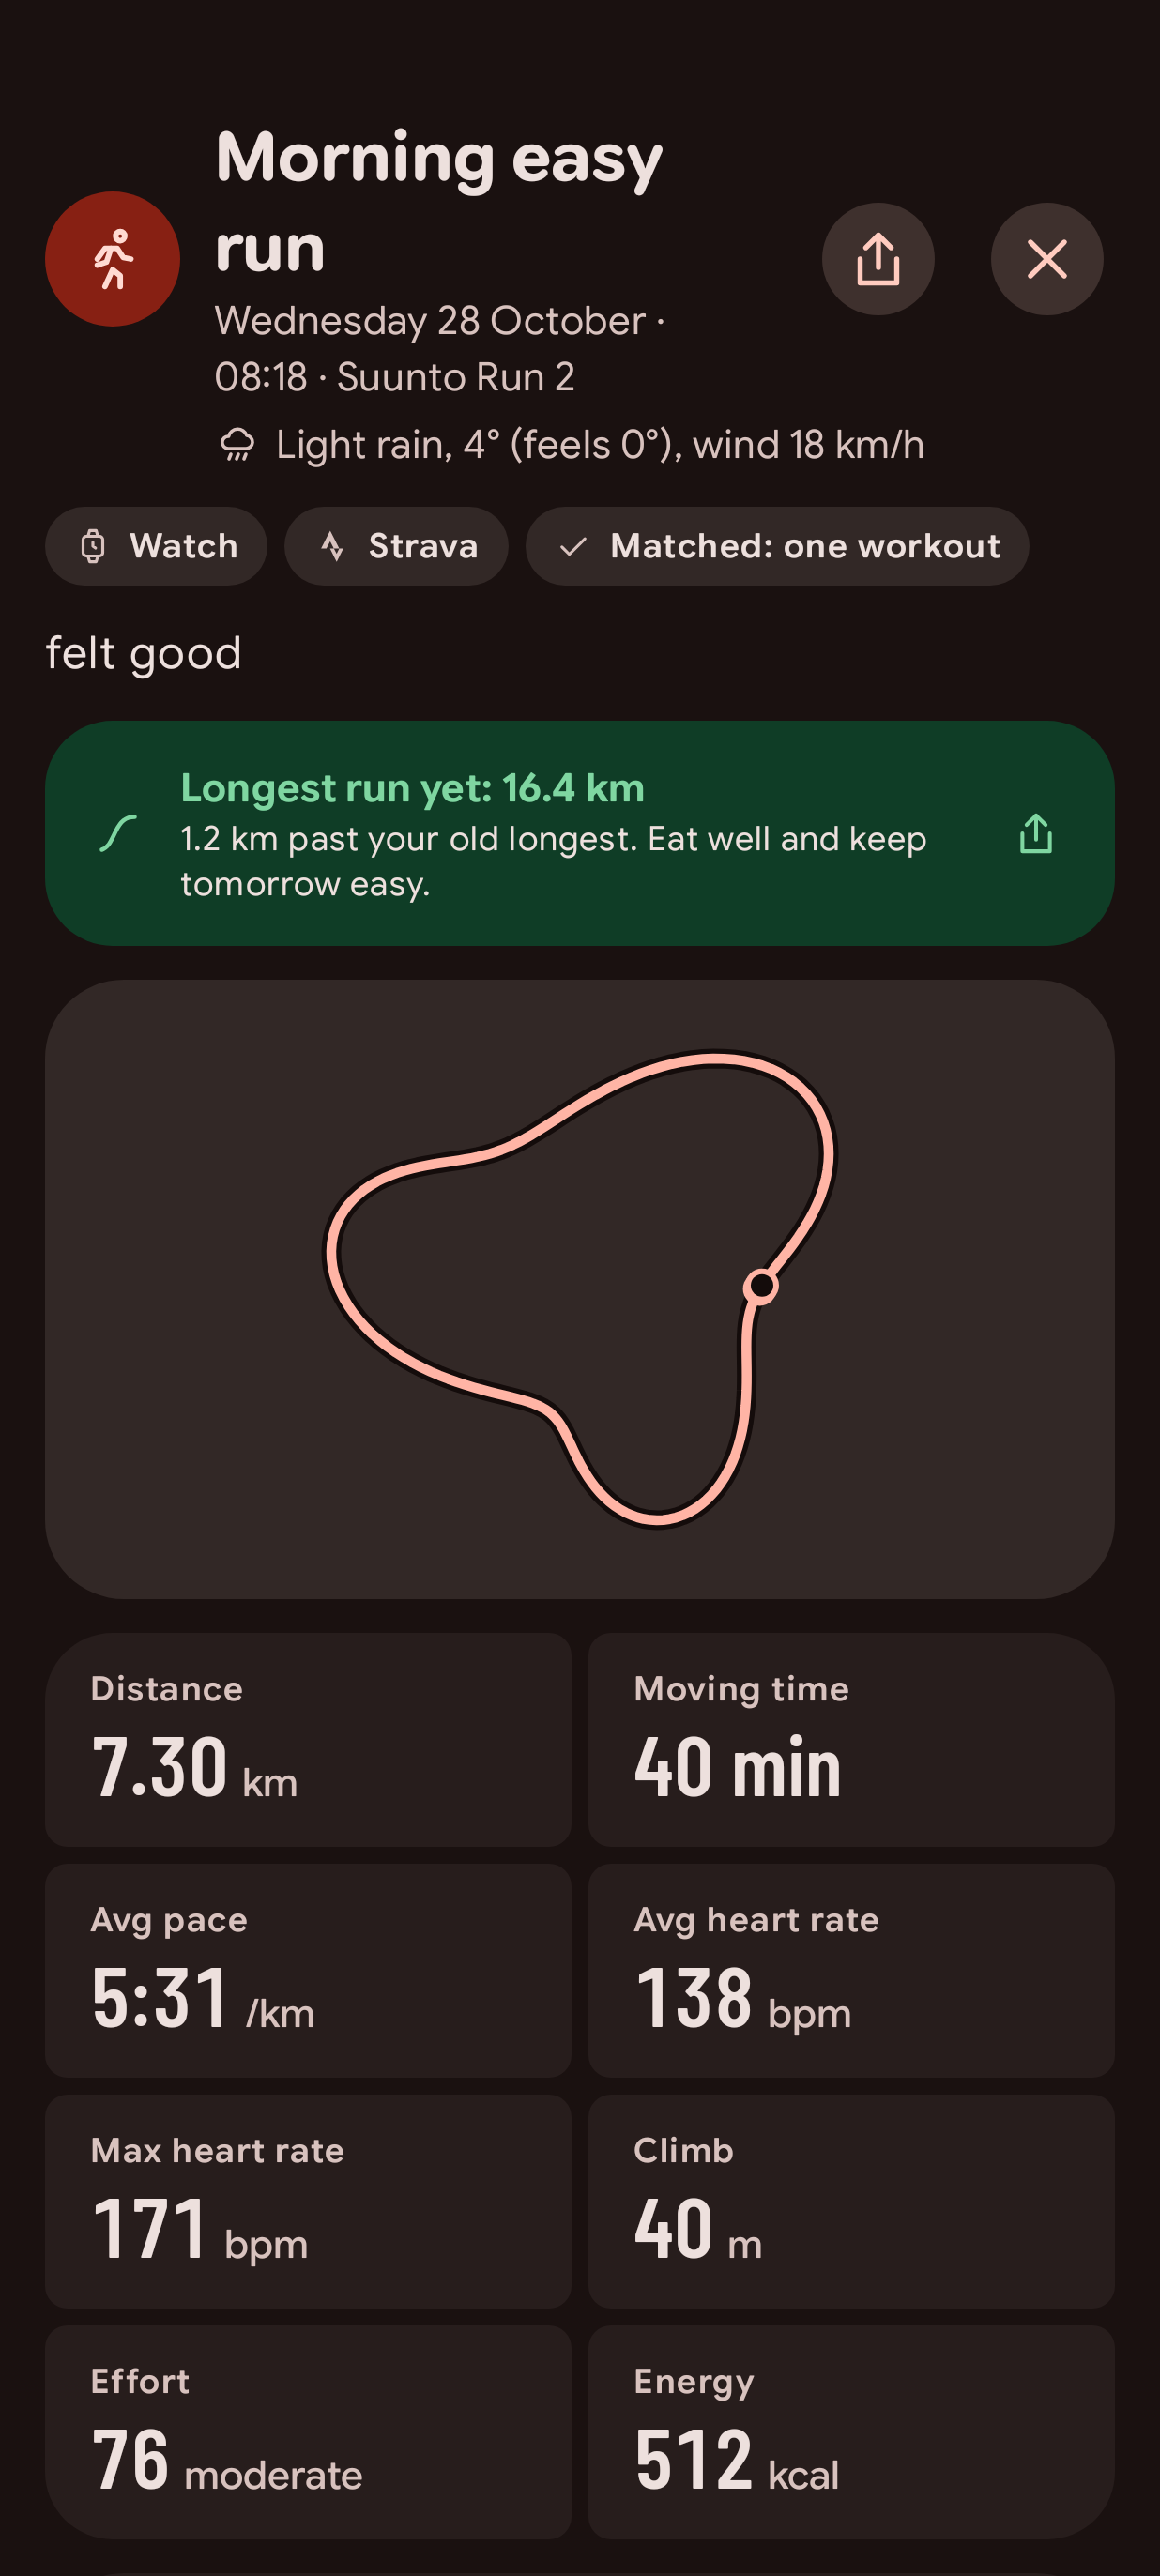 Morning easy
run
Wednesday 28 October ·
08:18 · Suunto Run 2
Light rain, 4° (feels 0°), wind 18 km/h
Watch
Strava
Matched: one workout
felt good
Longest run yet: 16.4 km
1.2 km past your old longest. Eat well and keep
tomorrow easy.
Distance
7.30 km
Moving time
40 min
Avg pace
5:31 /km
Avg heart rate
138 bpm
Max heart rate
171 bpm
Climb
40 m
Effort
76 moderate
Energy
512 kcal